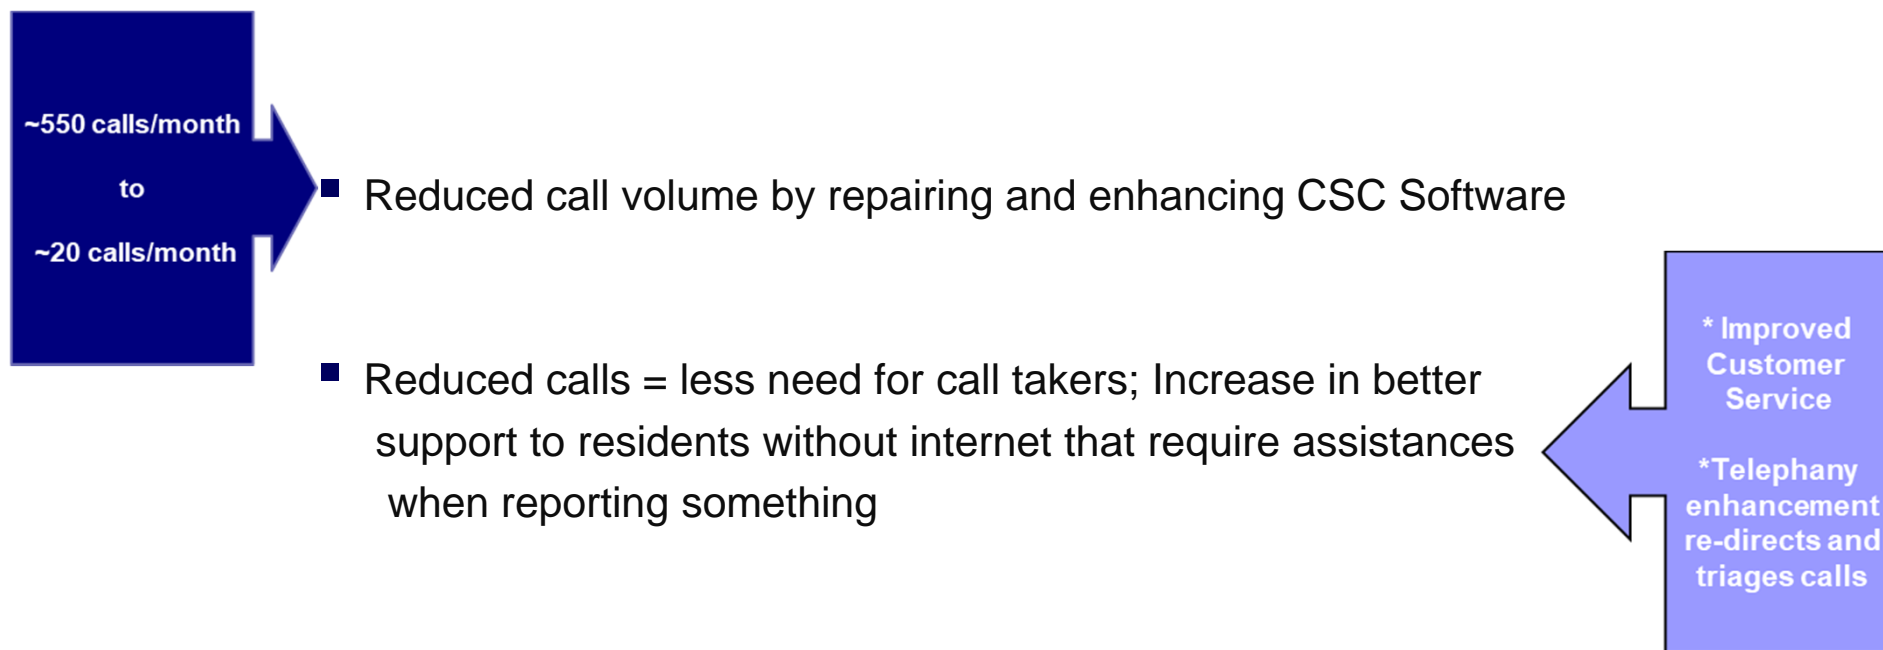 ~550 calls/month
to
~20 calls/month
Reduced call volume by repairing and enhancing CSC Software
Reduced calls = less need for call takers; Increase in better
support to residents without internet that require assistances
when reporting something
* Improved
Customer
Service
*Telephany
enhancement
re-directs and
triages calls